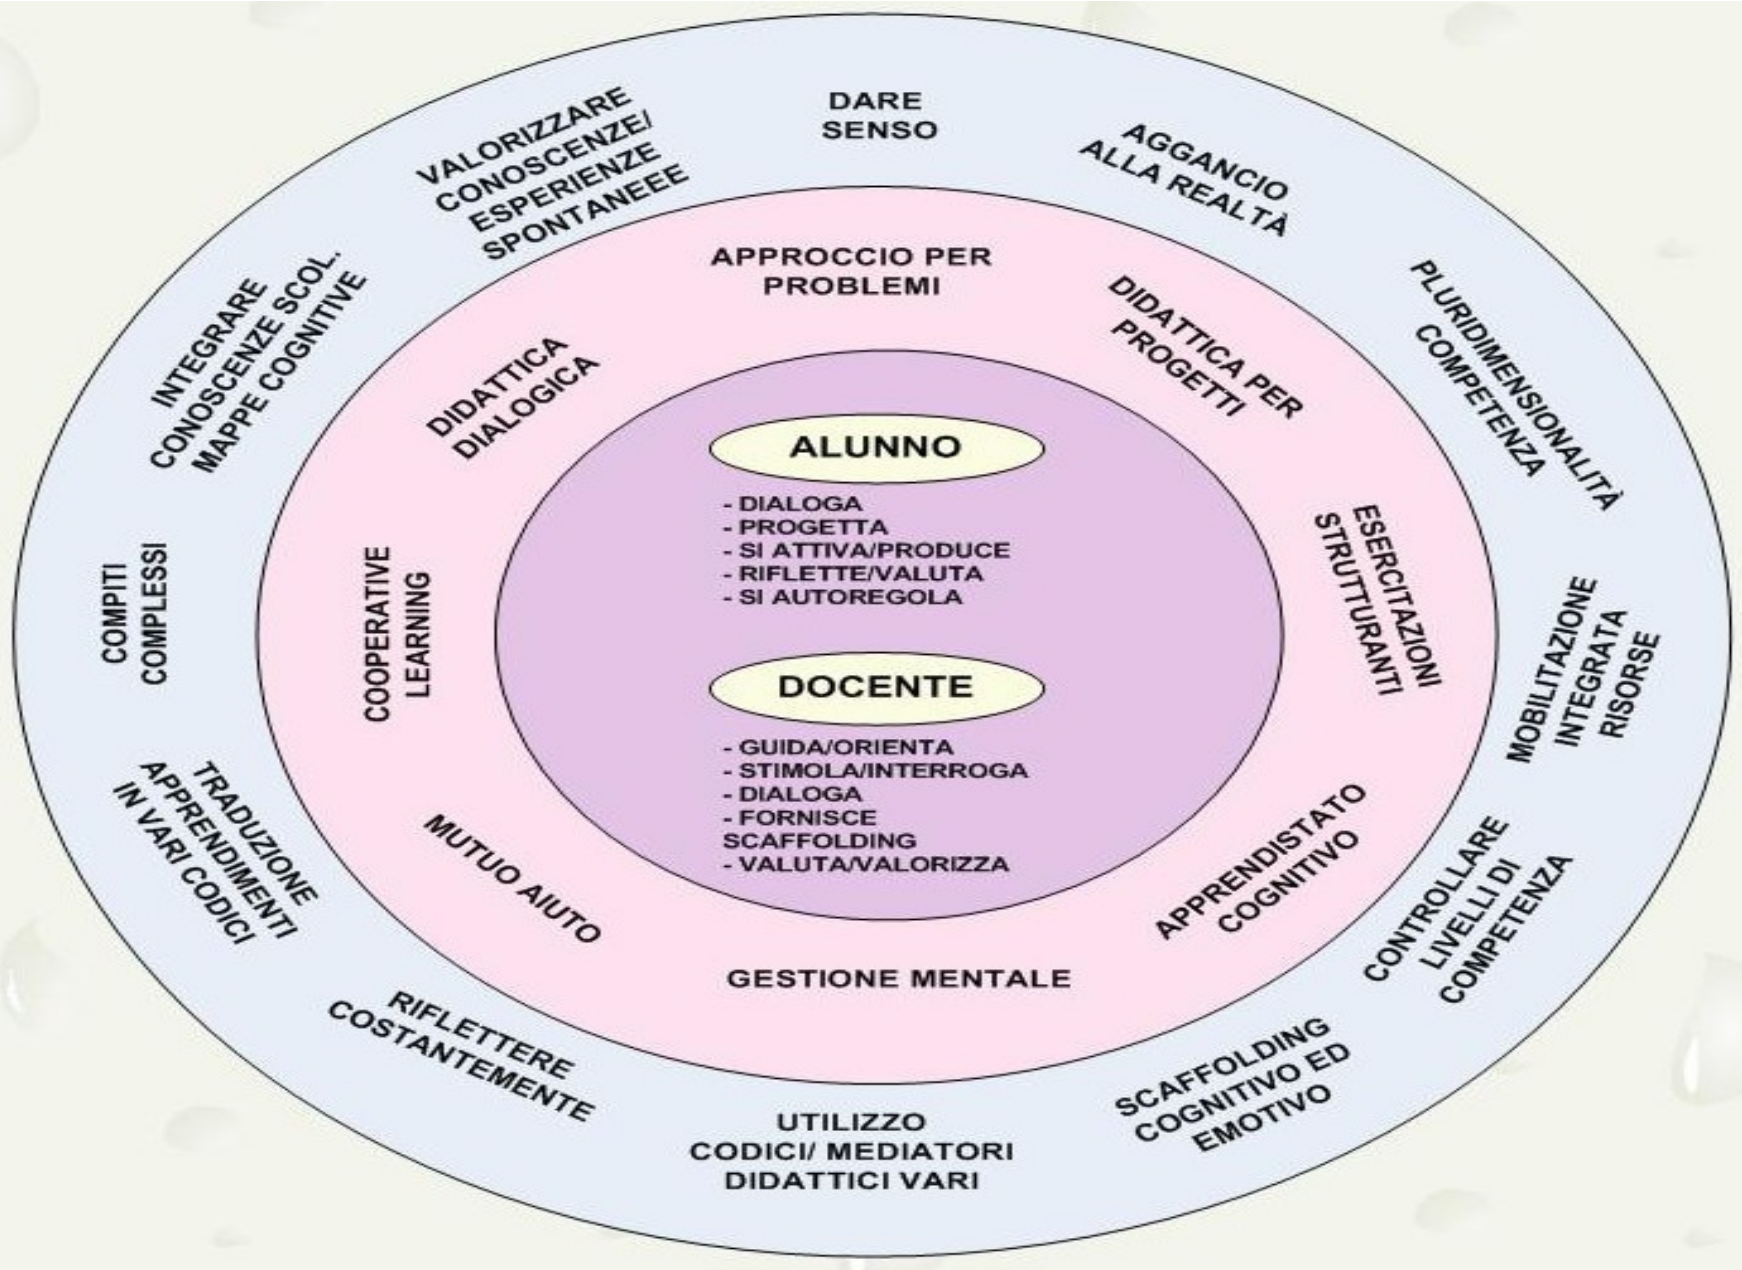 DARE
SENSO
AGGANCIO
ALLA REALTÀ
PLURIDIMENSIONALITÀ
COMPETENZA
MOBILITAZIONE
INTEGRATA
RISORSE
CONTROLLARE
LIVELLI DI
COMPETENZA
SCAFFOLDING
COGNITIVO ED
EMOTIVO
UTILIZZO
CODICI/ MEDIATORI
DIDATTICI VARI
RIFLETTERE
COSTANTEMENTE
TRADUZIONE
APPRENDIMENTI
IN VARI CODICI
COMPITI
COMPLESSI
INTEGRARE
CONOSCENZE SCOL.
MAPPE COGNITIVE
VALORIZZARE
CONOSCENZE/
ESPERIENZE
SPONTANEEE
APPROCCIO PER
PROBLEMI
DIDATTICA PER
PROGETTI
ESERCITAZIONI
STRUTTURANTI
APPRENDISTATO
COGNITIVO
GESTIONE MENTALE
MUTUO AIUTO
COOPERATIVE
LEARNING
DIDATTICA
DIALOGICA
ALUNNO
- DIALOGA
- PROGETTA
- SI ATTIVA/PRODUCE
- RIFLETTE/VALUTA
- SI AUTOREGOLA
DOCENTE
- GUIDA/ORIENTA
- STIMOLA/INTERROGA
- DIALOGA
- FORNISCE
SCAFFOLDING
- VALUTA/VALORIZZA